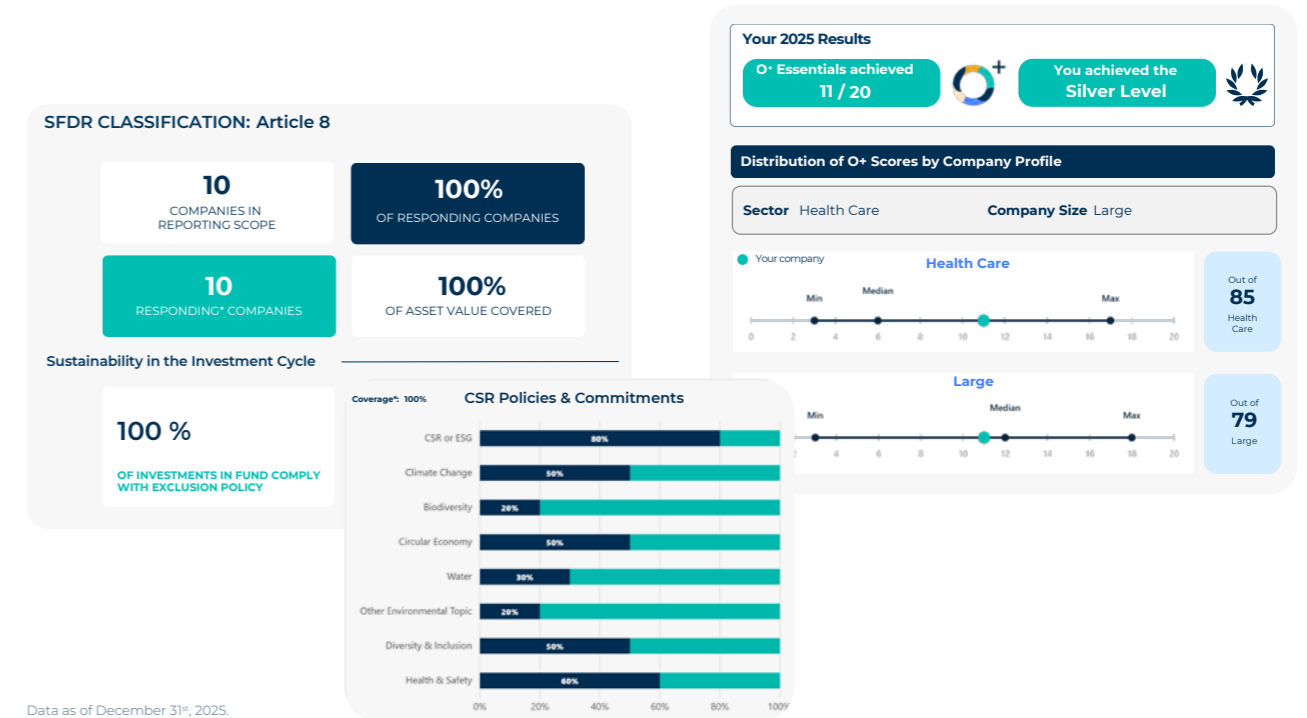 SFDR CLASSIFICATION: Article 8
10
COMPANIES IN
REPORTING SCOPE
100%
OF RESPONDING COMPANIES
10
RESPONDING* COMPANIES
100%
OF ASSET VALUE COVERED
Sustainability in the Investment Cycle
100 %
OF INVESTMENTS IN FUND COMPLY
WITH EXCLUSION POLICY
Coverage*: 100%
CSR Policies & Commitments
CSR or ESG 80%
Climate Change 50%
Biodiversity 20%
Circular Economy 50%
Water 30%
Other Environmental Topic 20%
Diversity & Inclusion 50%
Health & Safety 60%
0% 20% 40% 60% 80% 100%
Your 2025 Results
O+ Essentials achieved
11 / 20
You achieved the
Silver Level
Distribution of O+ Scores by Company Profile
Sector Health Care Company Size Large
Your company
Health Care
Min Median Max
0 2 4 6 8 10 12 14 16 18 20
Out of
85
Health
Care
Large
Min Median Max
4 6 8 10 12 14 16 18 20
Out of
79
Large
Data as of December 31st, 2025.